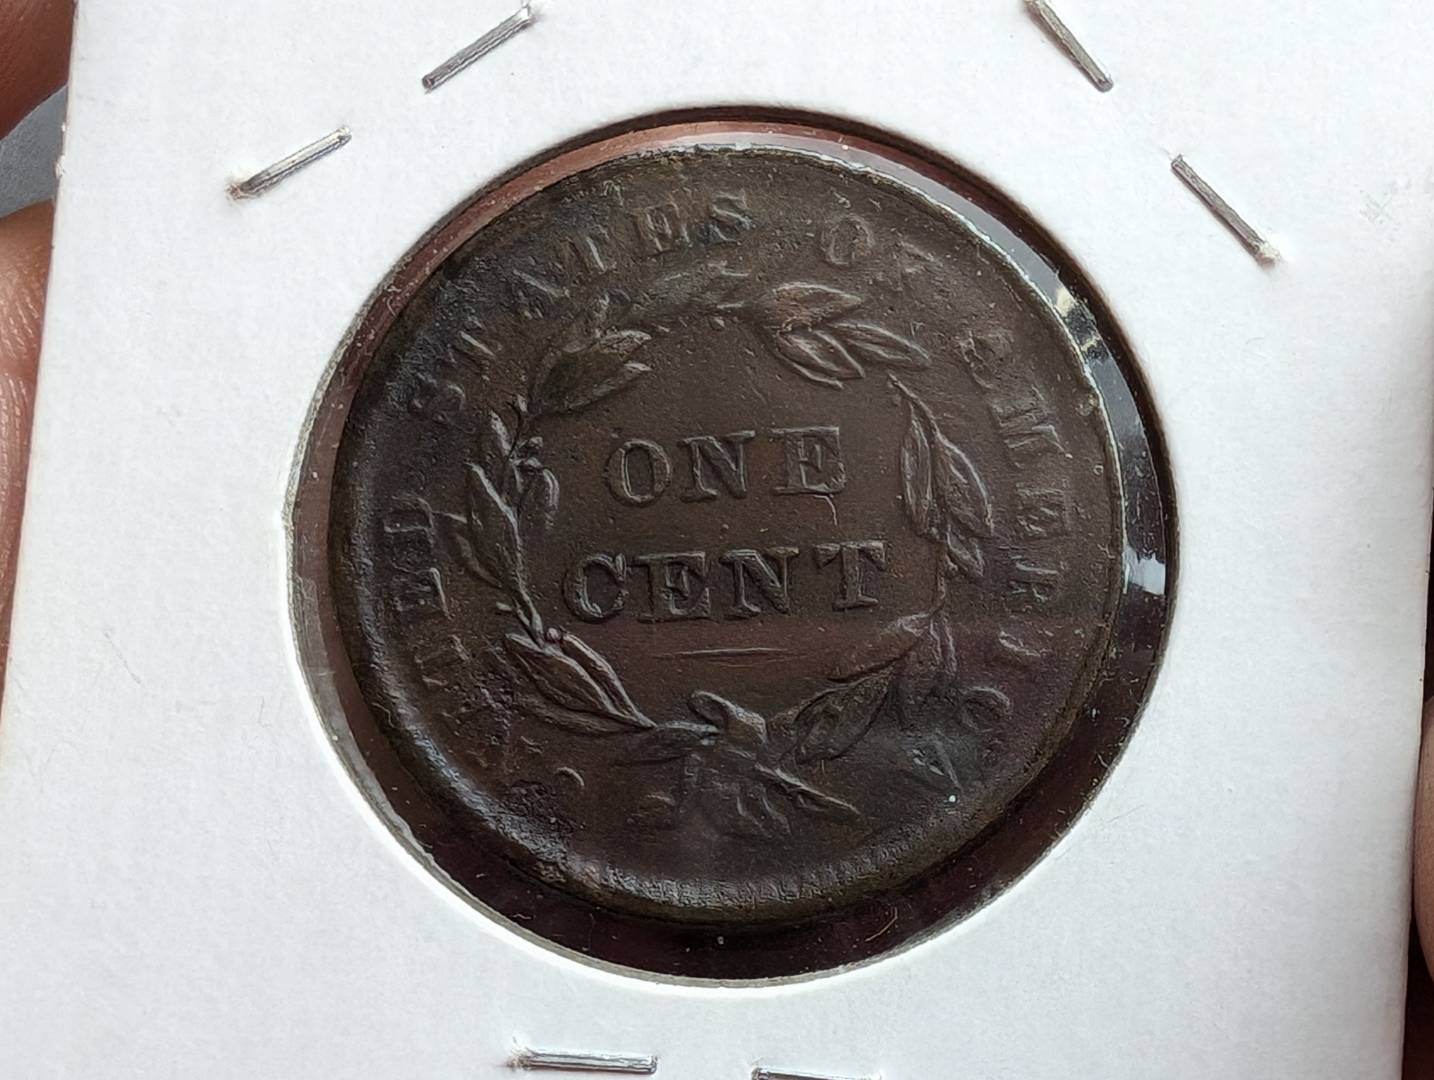 UNITED STATES OF AMERICA
ONE
CENT